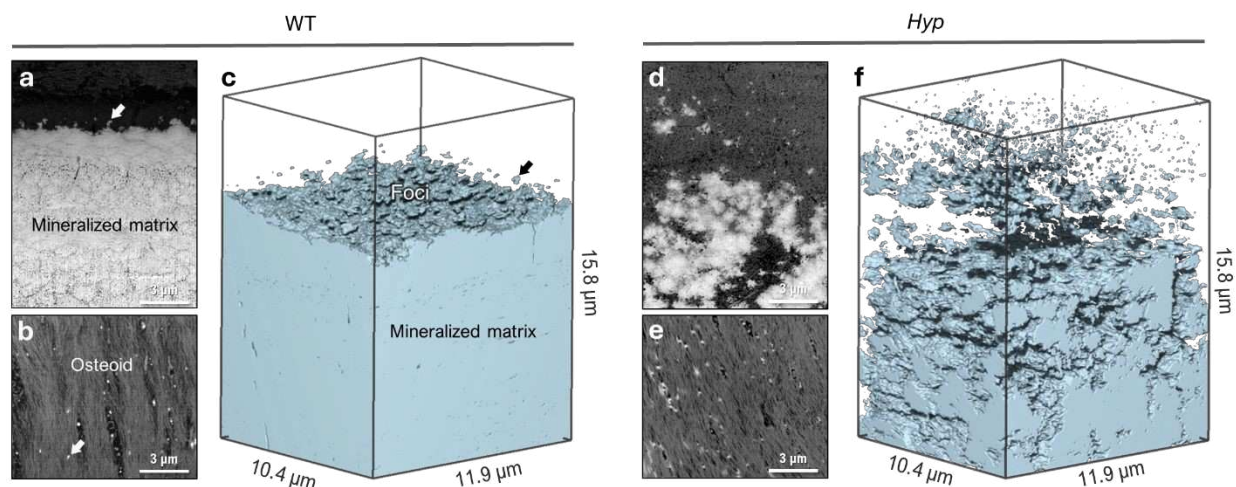 WT
Hyp
a
Mineralized matrix
3 µm
b
Osteoid
3 µm
c
Foci
Mineralized matrix
15.8 µm
10.4 µm
11.9 µm
d
3 µm
e
3 µm
f
15.8 µm
10.4 µm
11.9 µm